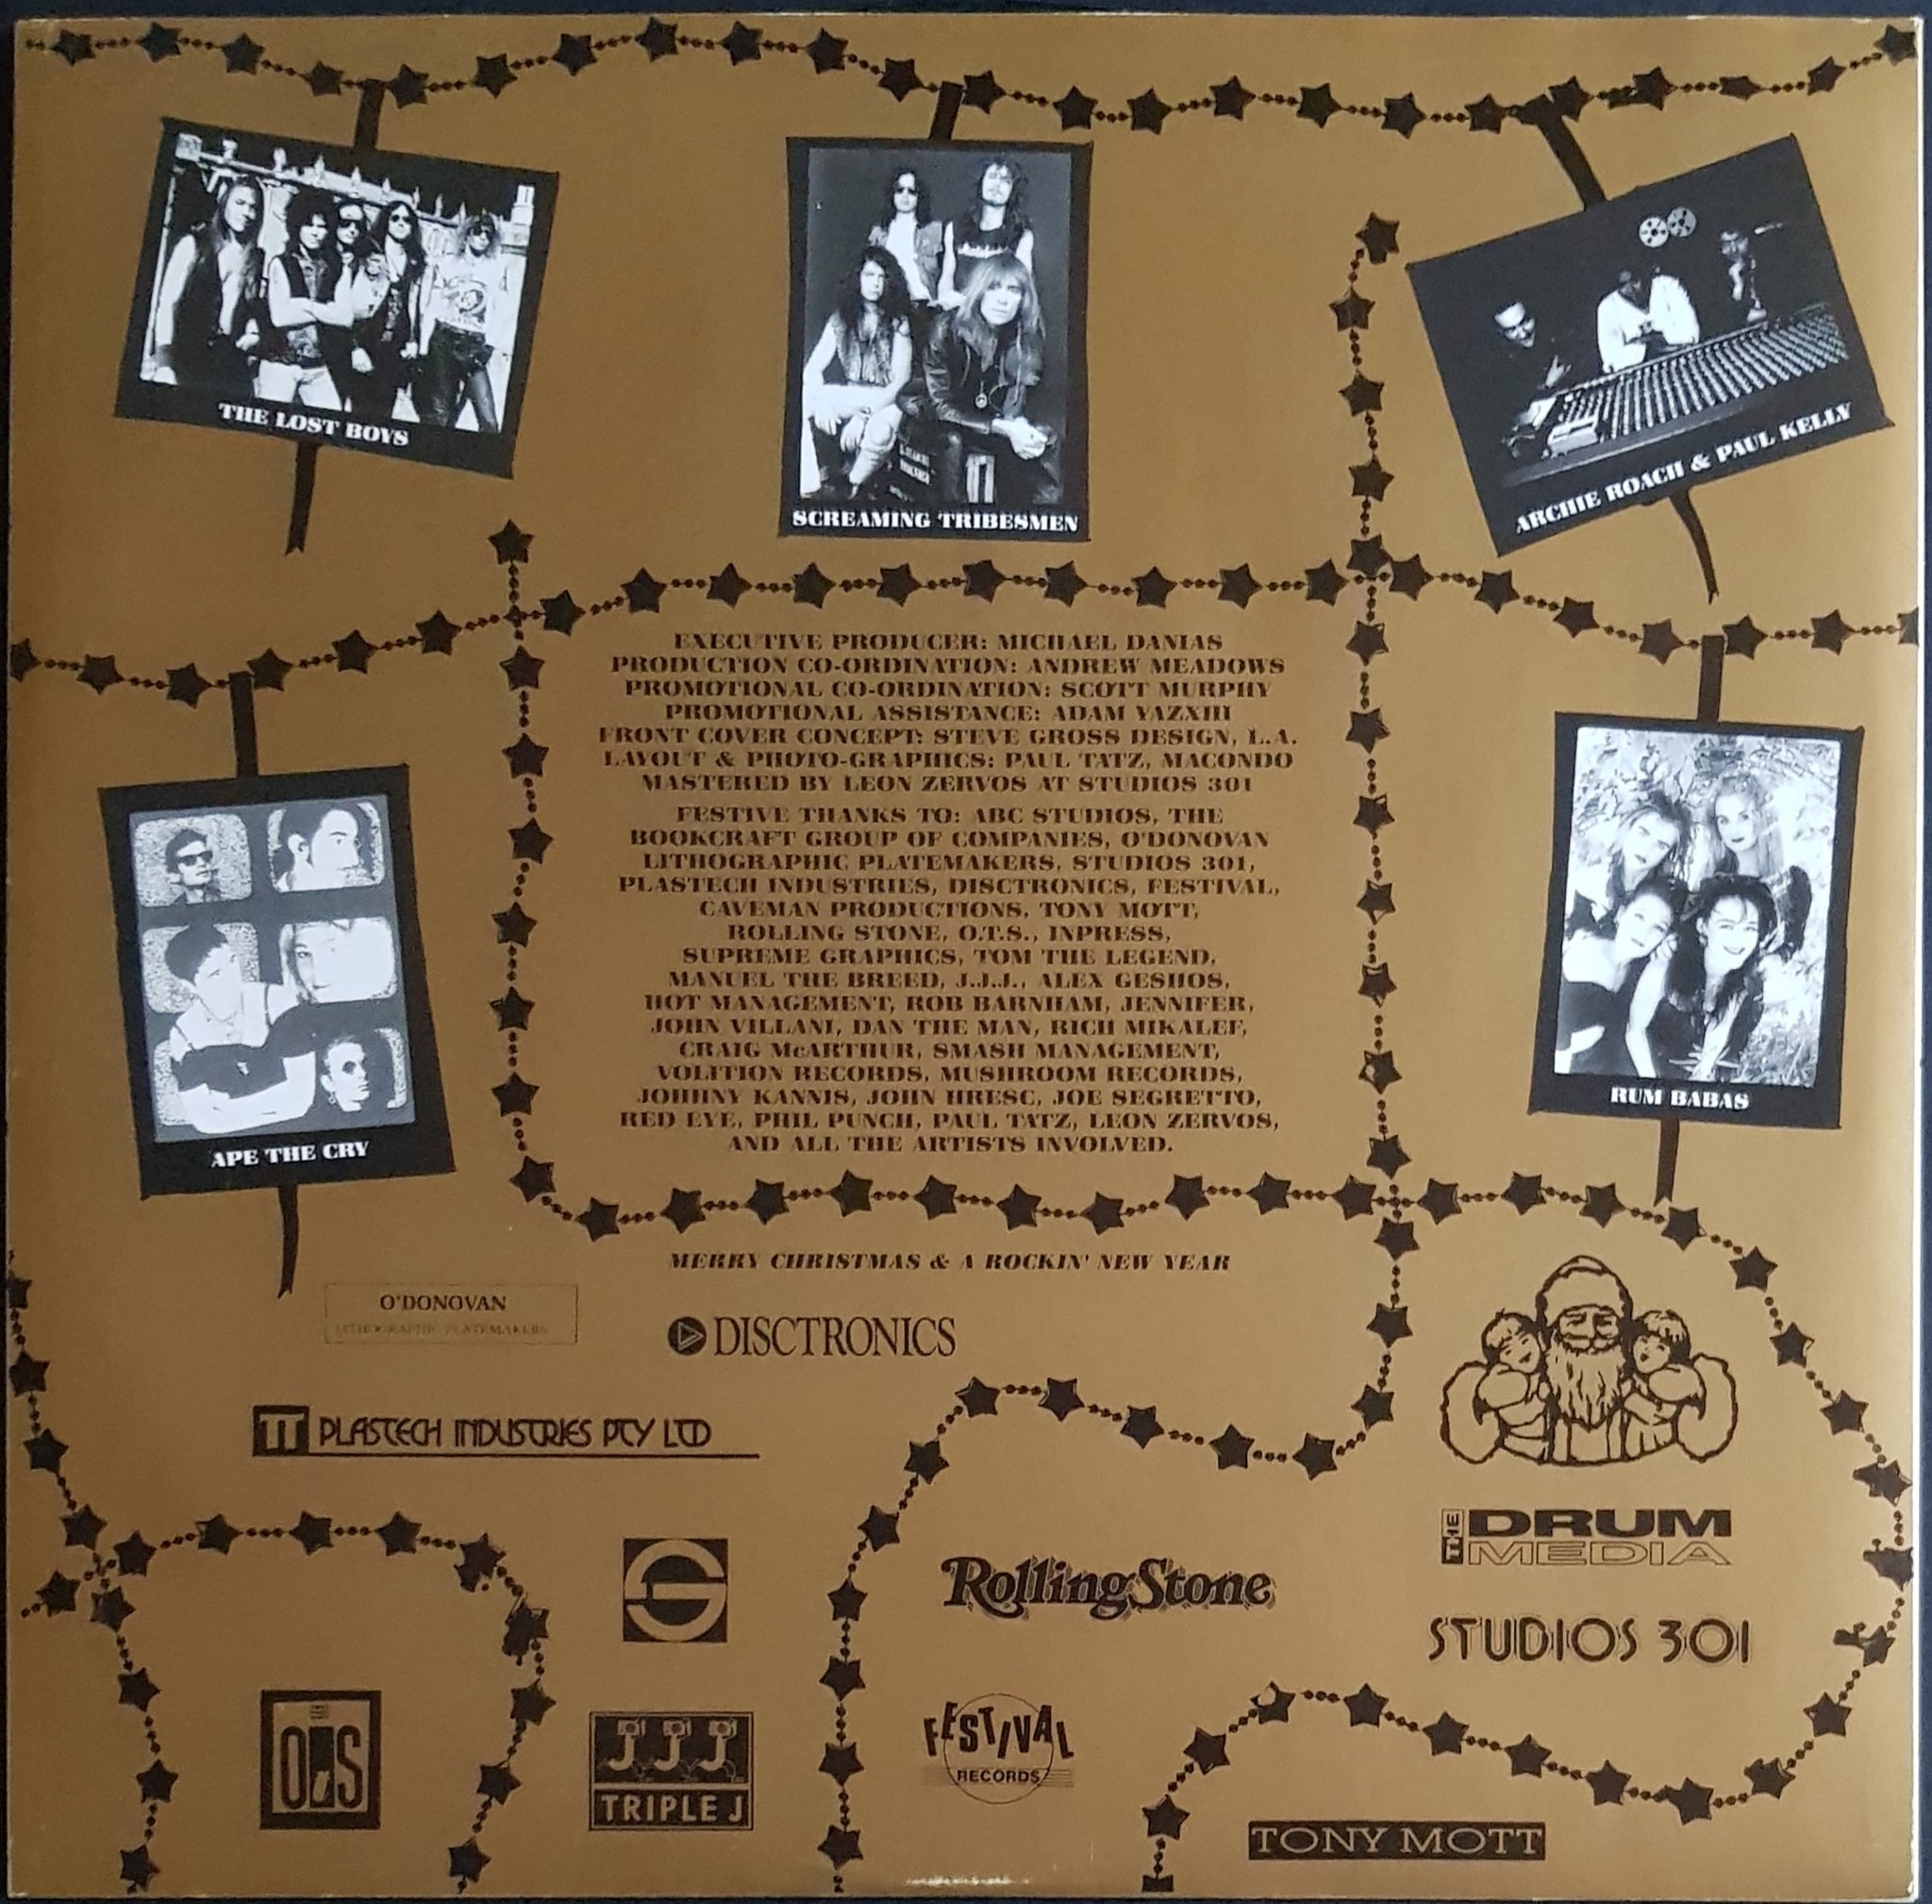 THE LOST BOYS
SCREAMING TRIBESMEN
ARCHIE ROACH & PAUL KELLY
EXECUTIVE PRODUCER: MICHAEL DANIAS
PRODUCTION CO-ORDINATION: ANDREW MEADOWS
PROMOTIONAL CO-ORDINATION: SCOTT MURPHY
PROMOTIONAL ASSISTANCE: ADAM YAZXIII
FRONT COVER CONCEPT: STEVE GROSS DESIGN, L.A.
LAYOUT & PHOTO-GRAPHICS: PAUL TATZ, MACONDO
MASTERED BY LEON ZERVOS AT STUDIOS 301
FESTIVE THANKS TO: ABC STUDIOS, THE
BOOKCRAFT GROUP OF COMPANIES, O'DONOVAN
LITHOGRAPHIC PLATEMAKERS, STUDIOS 301,
PLASTECH INDUSTRIES, DISCTRONICS, FESTIVAL,
CAVEMAN PRODUCTIONS, TONY MOTT,
ROLLING STONE, O.T.S., INPRESS,
SUPREME GRAPHICS, TOM THE LEGEND,
MANUEL THE BREED, J.J.J., ALEX GESHOS,
HOT MANAGEMENT, ROB BARNHAM, JENNIFER,
JOHN VILLANI, DAN THE MAN, RICH MIKALEF,
CRAIG McARTHUR, SMASH MANAGEMENT,
VOLITION RECORDS, MUSHROOM RECORDS,
JOHNNY KANNIS, JOHN HRESC, JOE SEGRETTO,
RED EYE, PHIL PUNCH, PAUL TATZ, LEON ZERVOS,
AND ALL THE ARTISTS INVOLVED.
APE THE CRY
RUM BABAS
MERRY CHRISTMAS & A ROCKIN' NEW YEAR
O'DONOVAN
LITHOGRAPHIC PLATEMAKERS
DISCTRONICS
PLASTECH INDUSTRIES PTY LTD
THE DRUM
MEDIA
Rolling Stone
STUDIOS 301
JJJ
TRIPLE J
FESTIVAL
RECORDS
TONY MOTT